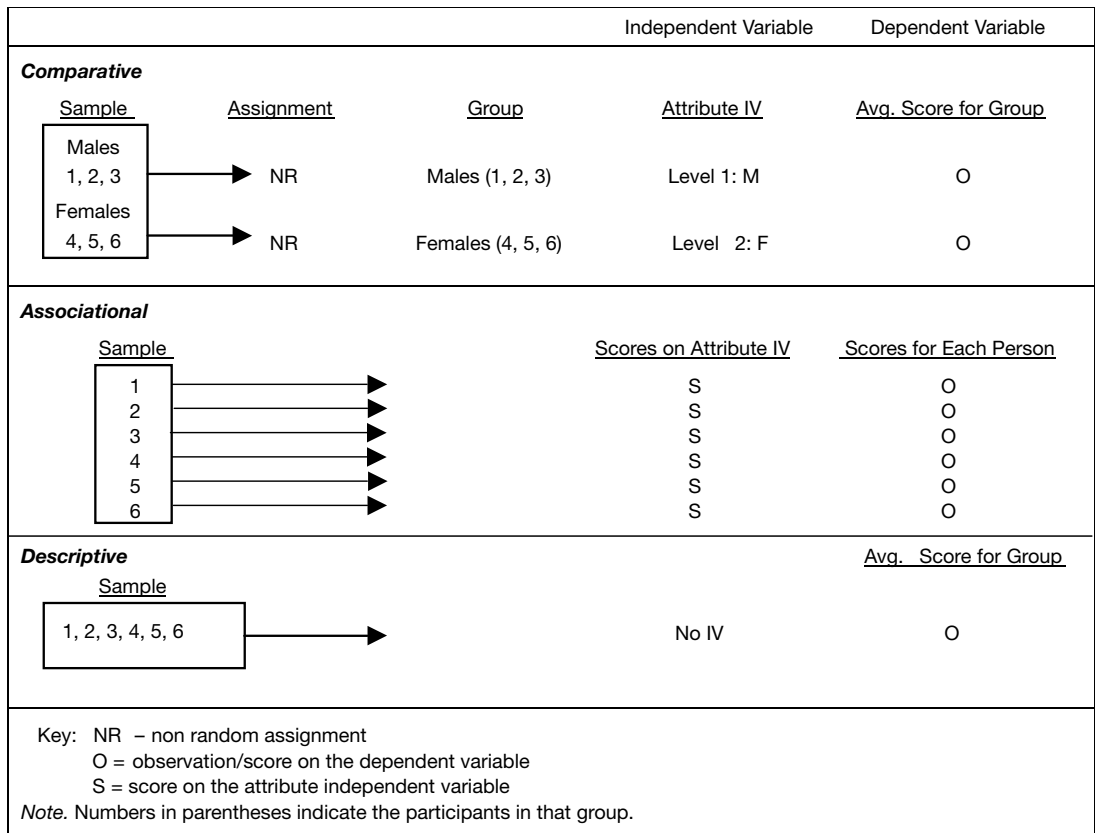 Independent Variable Dependent Variable
Comparative
Sample Assignment Group Attribute IV Avg. Score for Group
Males
1, 2, 3 NR Males (1, 2, 3) Level 1: M O
Females
4, 5, 6 NR Females (4, 5, 6) Level 2: F O
Associational
Sample Scores on Attribute IV Scores for Each Person
1 S O
2 S O
3 S O
4 S O
5 S O
6 S O
Descriptive Avg. Score for Group
Sample
1, 2, 3, 4, 5, 6 No IV O
Key: NR – non random assignment
O = observation/score on the dependent variable
S = score on the attribute independent variable
Note. Numbers in parentheses indicate the participants in that group.